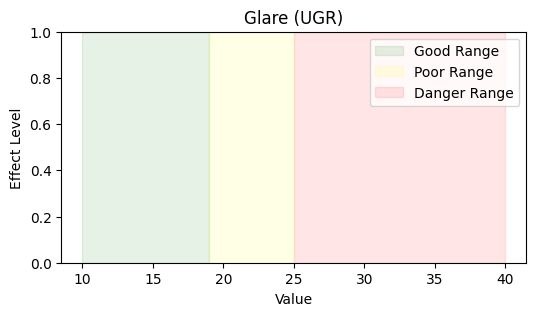 Glare (UGR)
Good Range
Poor Range
Danger Range
Effect Level
1.0
0.8
0.6
0.4
0.2
0.0
10
15
20
25
30
35
40
Value